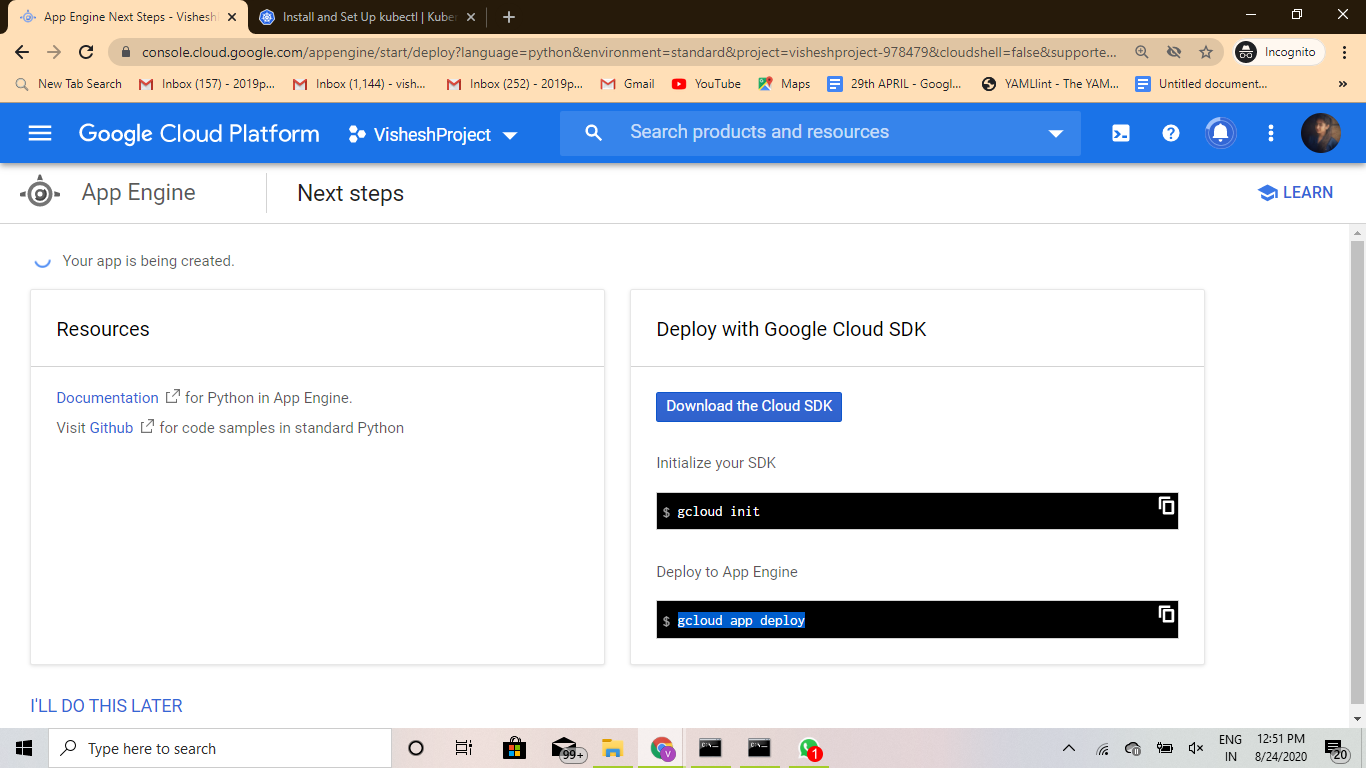 App Engine Next Steps - Vishesh
Install and Set Up kubectl | Kuber
console.cloud.google.com/appengine/start/deploy?language=python&environment=standard&project=visheshproject-978479&cloudshell=false&supporte...
Incognito
New Tab Search
Inbox (157) - 2019p...
Inbox (1,144) - vish...
Inbox (252) - 2019p...
Gmail
YouTube
Maps
29th APRIL - Googl...
YAMLlint - The YAM...
Untitled document...
Google Cloud Platform
VisheshProject
Search products and resources
App Engine
Next steps
LEARN
Your app is being created.
Resources
Documentation for Python in App Engine.
Visit Github for code samples in standard Python
Deploy with Google Cloud SDK
Download the Cloud SDK
Initialize your SDK
$ gcloud init
Deploy to App Engine
$ gcloud app deploy
I'LL DO THIS LATER
Type here to search
99+
V
1
ENG
IN
12:51 PM
8/24/2020
20